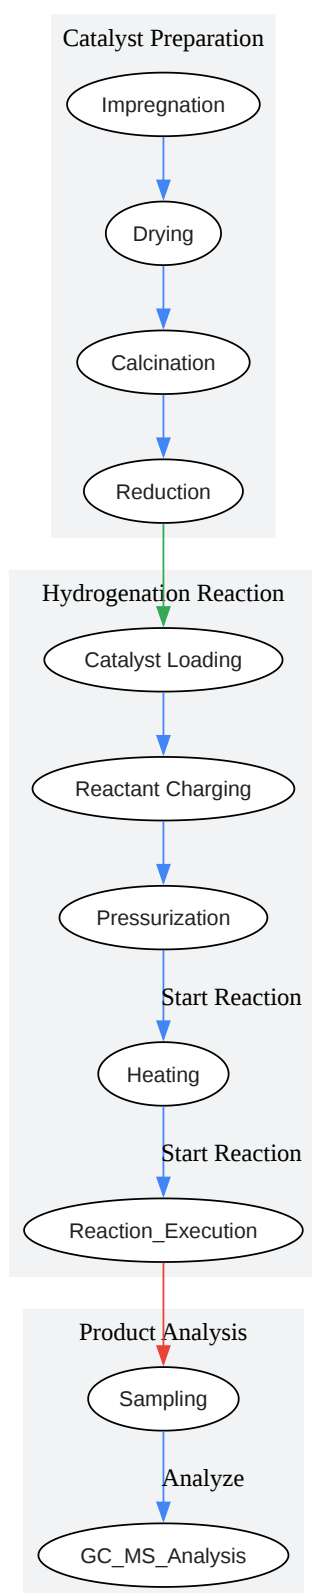 Catalyst Preparation
Impregnation
Drying
Calcination
Reduction
Hydrogenation Reaction
Catalyst Loading
Reactant Charging
Pressurization
Start Reaction
Heating
Start Reaction
Reaction_Execution
Product Analysis
Sampling
Analyze
GC_MS_Analysis